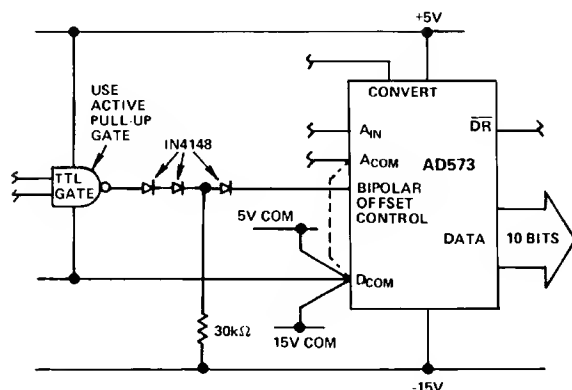 +5V
USE
ACTIVE
PULL-UP
GATE
IN4148
TTL
GATE
CONVERT
AIN
ACOM
BIPOLAR
OFFSET
CONTROL
DR
AD573
DATA
10 BITS
5V COM
DCOM
15V COM
30kΩ
-15V